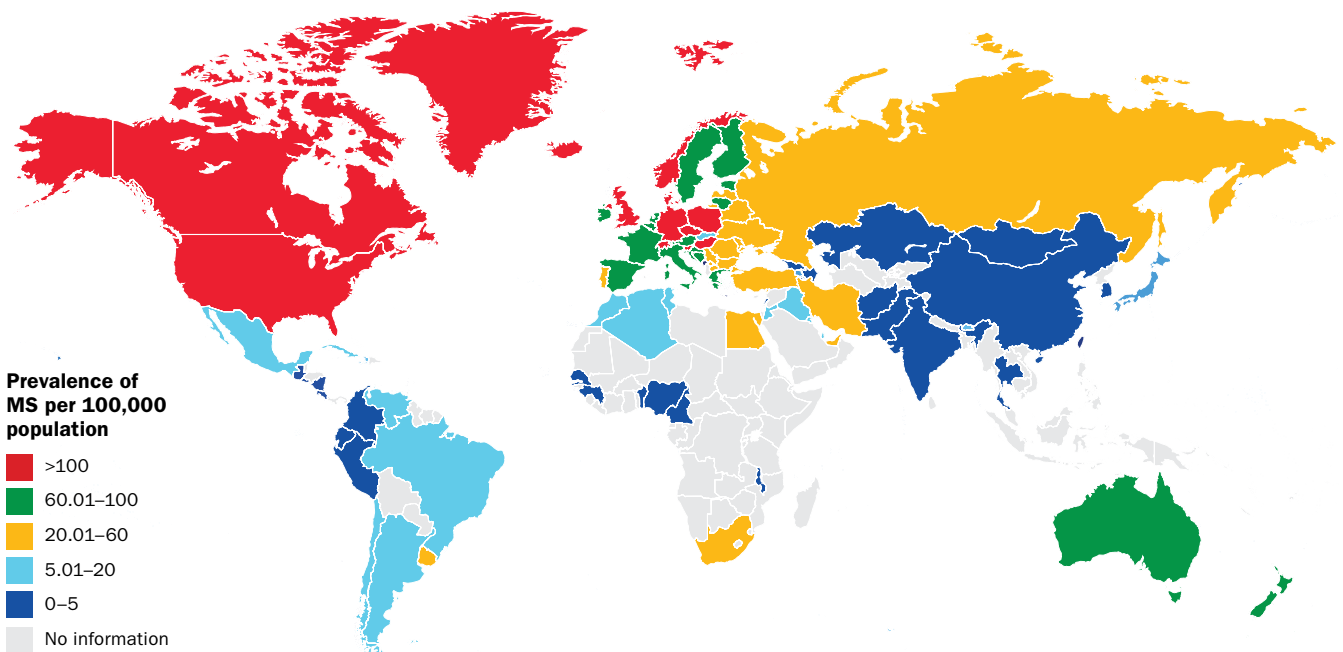 Prevalence of
MS per 100,000
population
>100
60.01–100
20.01–60
5.01–20
0–5
No information